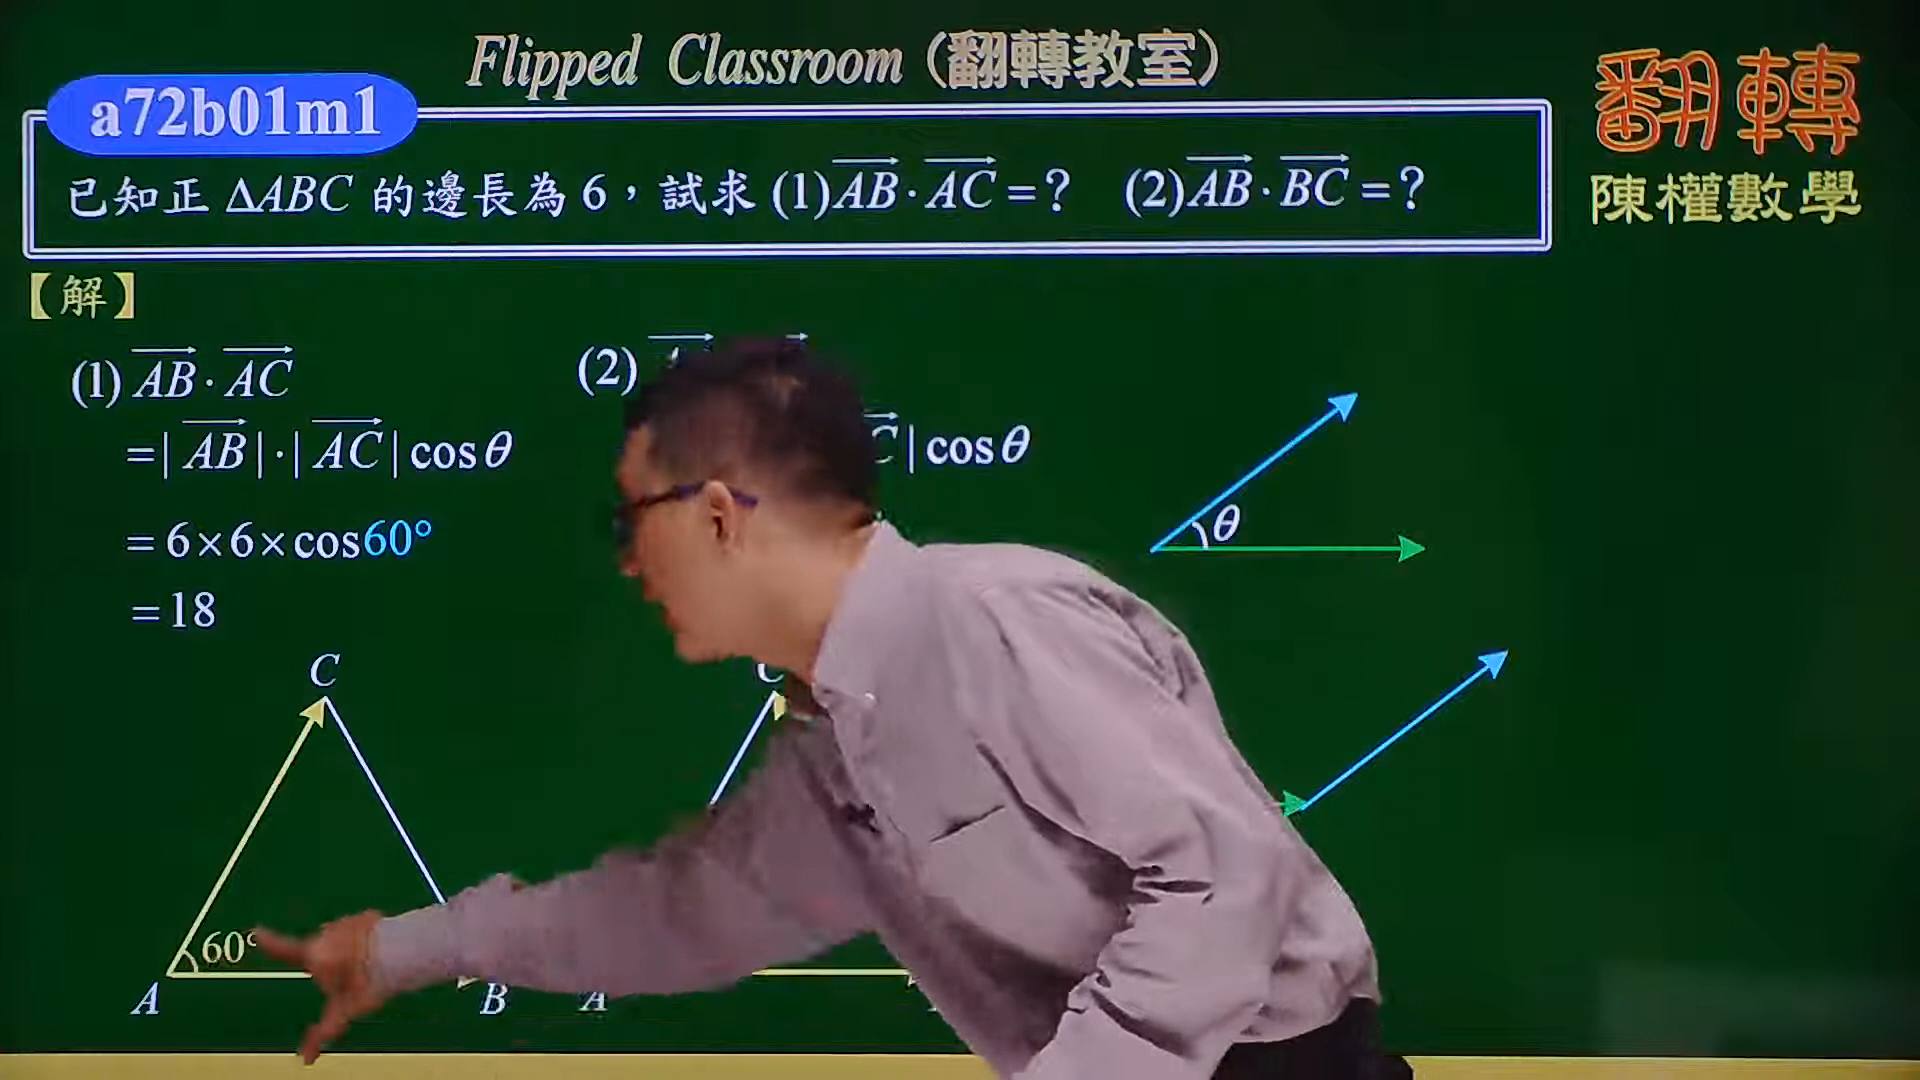 Flipped Classroom (翻轉教室)
翻轉
陳權數學
a72b01m1
已知正 ΔABC 的邊長為 6，試求 (1) AB · AC = ? (2) AB · BC = ?
【解】
(1) AB · AC
= | AB | · | AC | cos θ
= 6 × 6 × cos 60°
= 18
(2)
C | cos θ
θ
C
C
60°
A
B
A